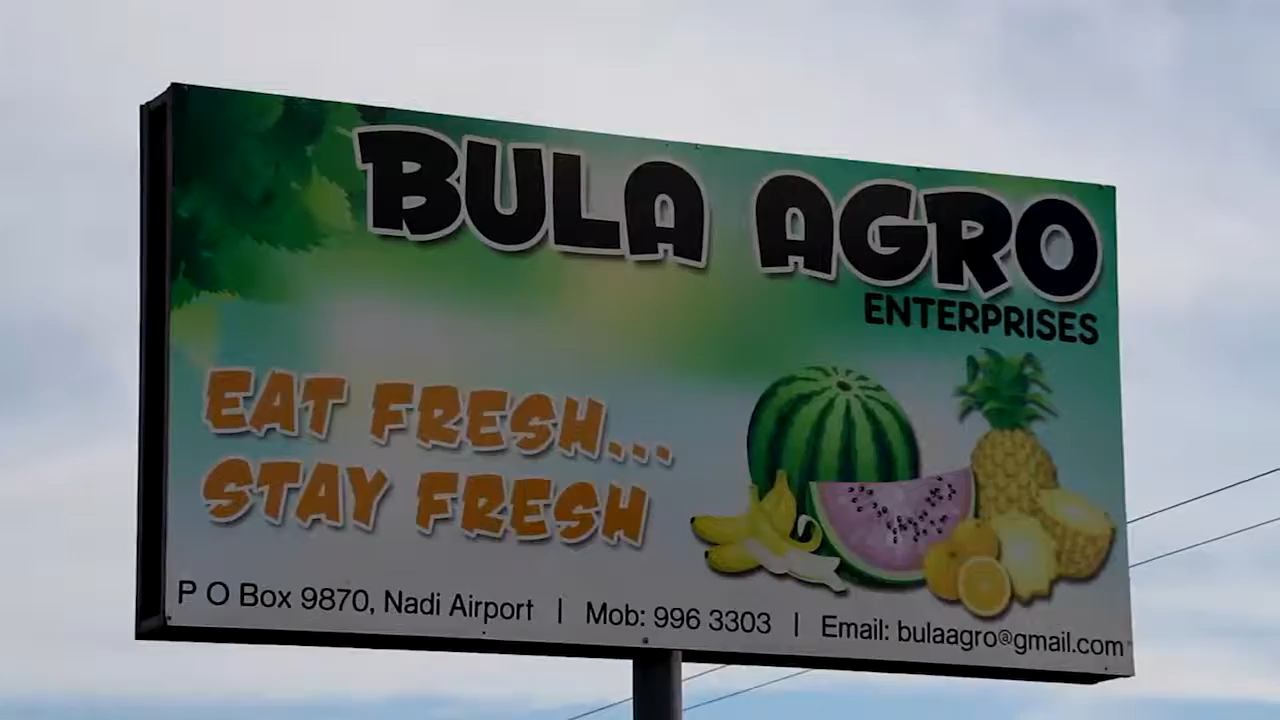 BULA AGRO
ENTERPRISES
EAT FRESH...
STAY FRESH
P O Box 9870, Nadi Airport | Mob: 996 3303 | Email: bulaagro@gmail.com